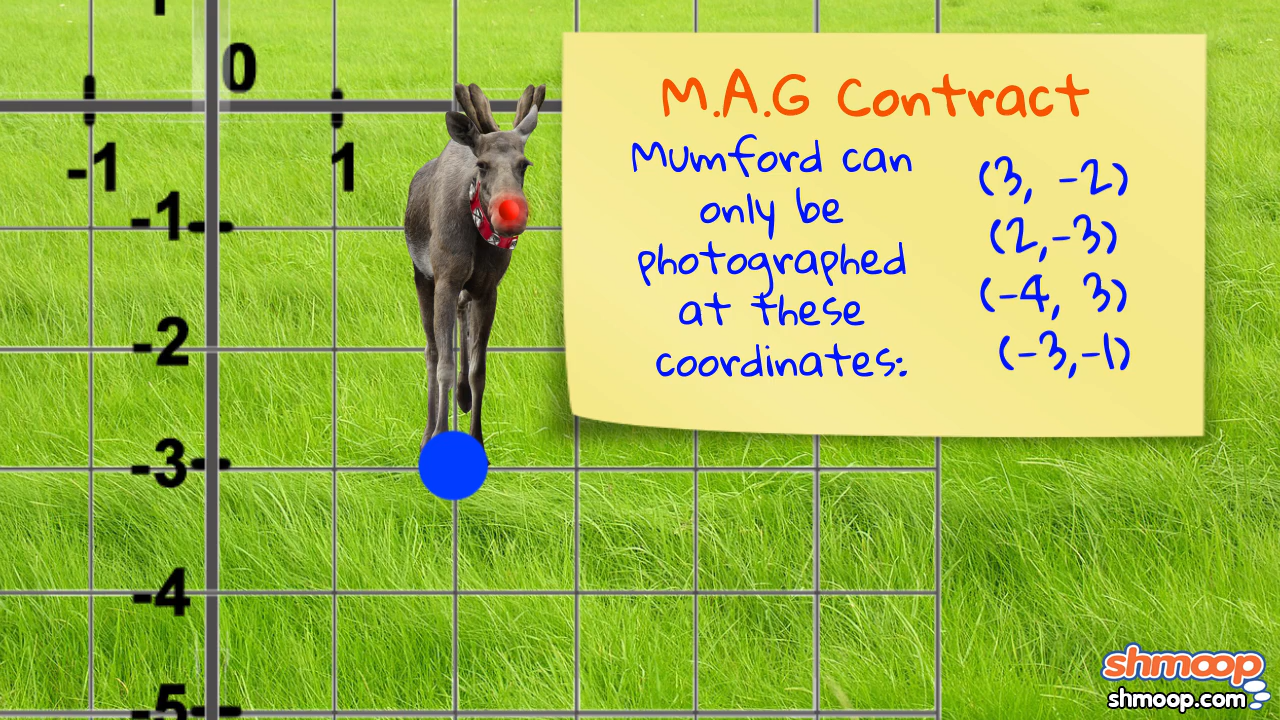 0
-1
1
-1
-2
-3
-4
-5
M.A.G Contract
Mumford can
only be
photographed
at these
coordinates:
(3, -2)
(2,-3)
(-4, 3)
(-3,-1)
shmoop
shmoop.com